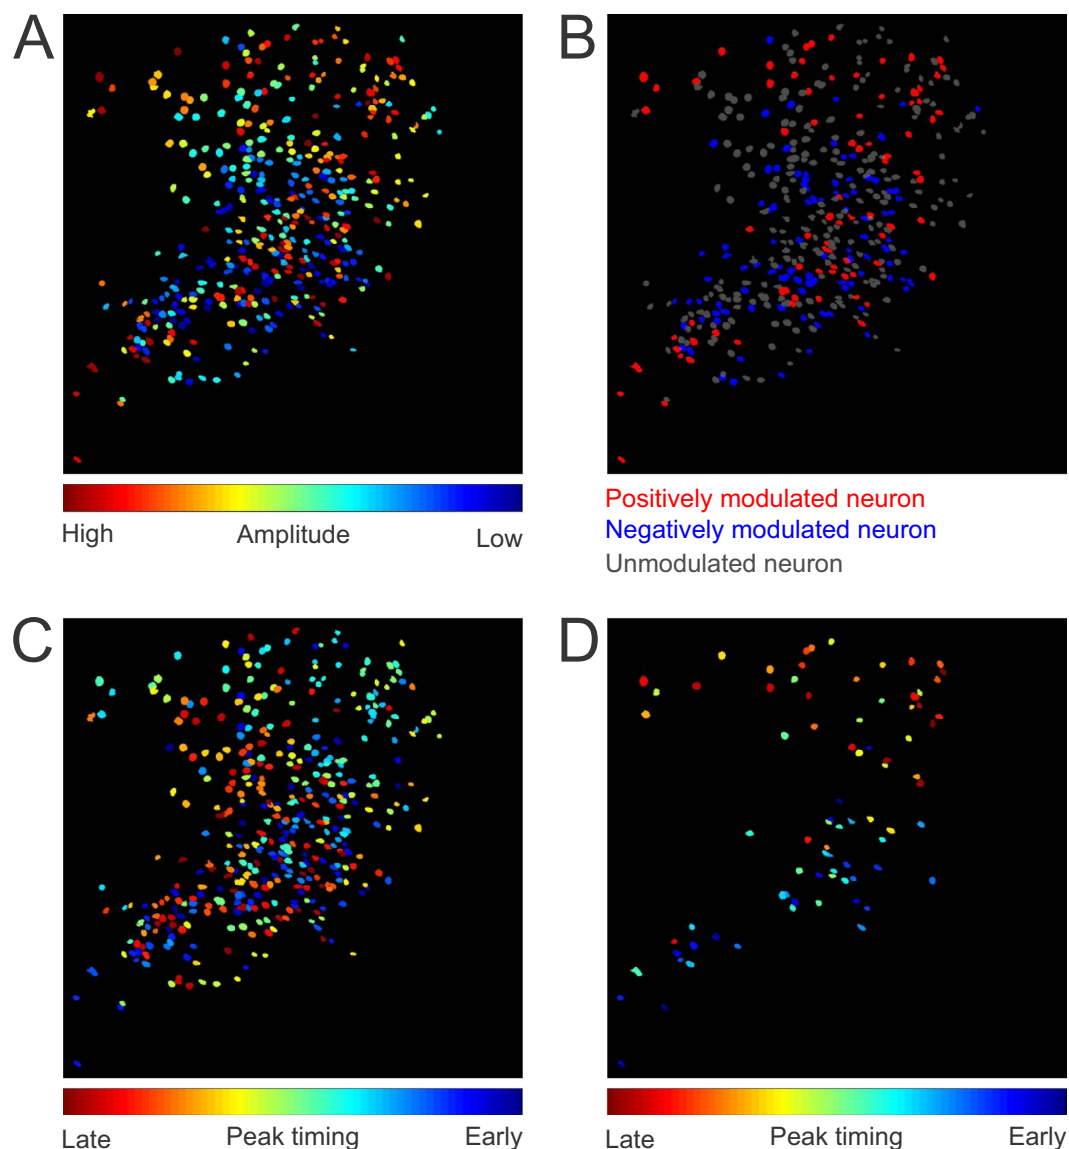 A
B
High Amplitude Low
Positively modulated neuron
Negatively modulated neuron
Unmodulated neuron
C
D
Late Peak timing Early
Late Peak timing Early